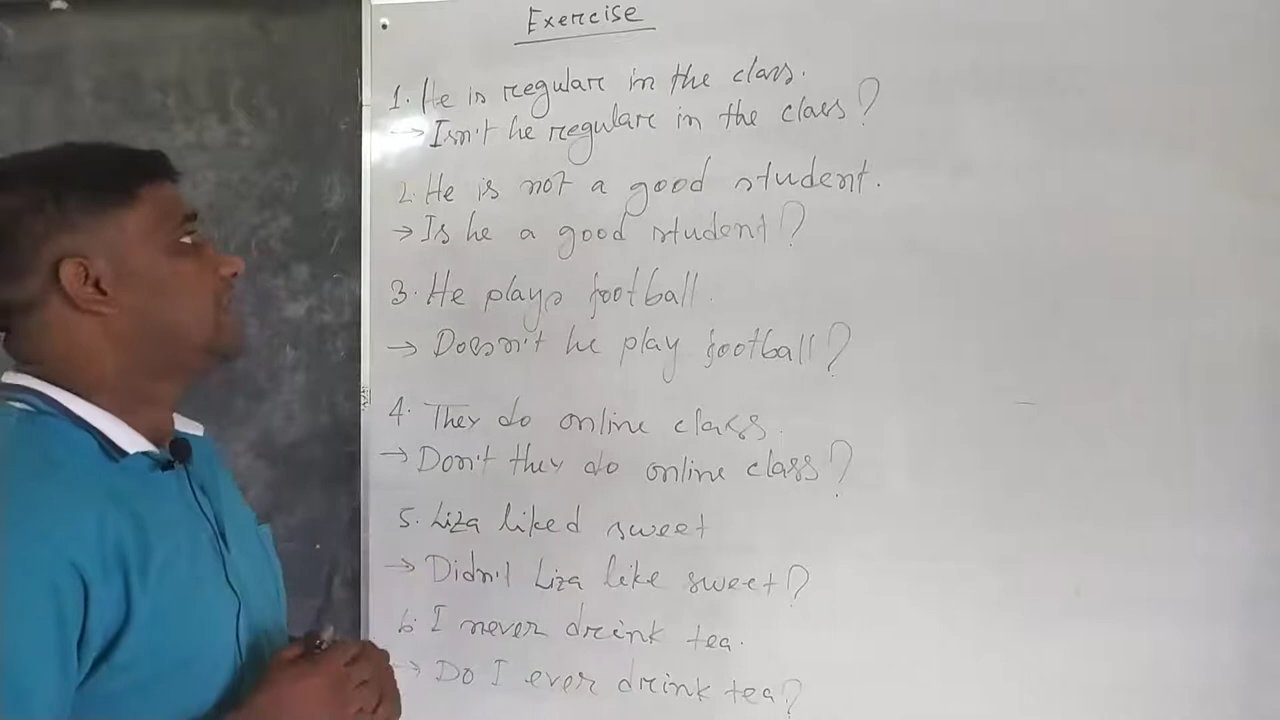 Exercise
1. He is regular in the class.
→ Isn't he regular in the class?
2. He is not a good student.
→ Is he a good student?
3. He plays football.
→ Doesn't he play football?
4. They do online class.
→ Don't they do online class?
5. Liza liked sweet
→ Didn't Liza like sweet?
6. I never drink tea.
→ Do I ever drink tea?